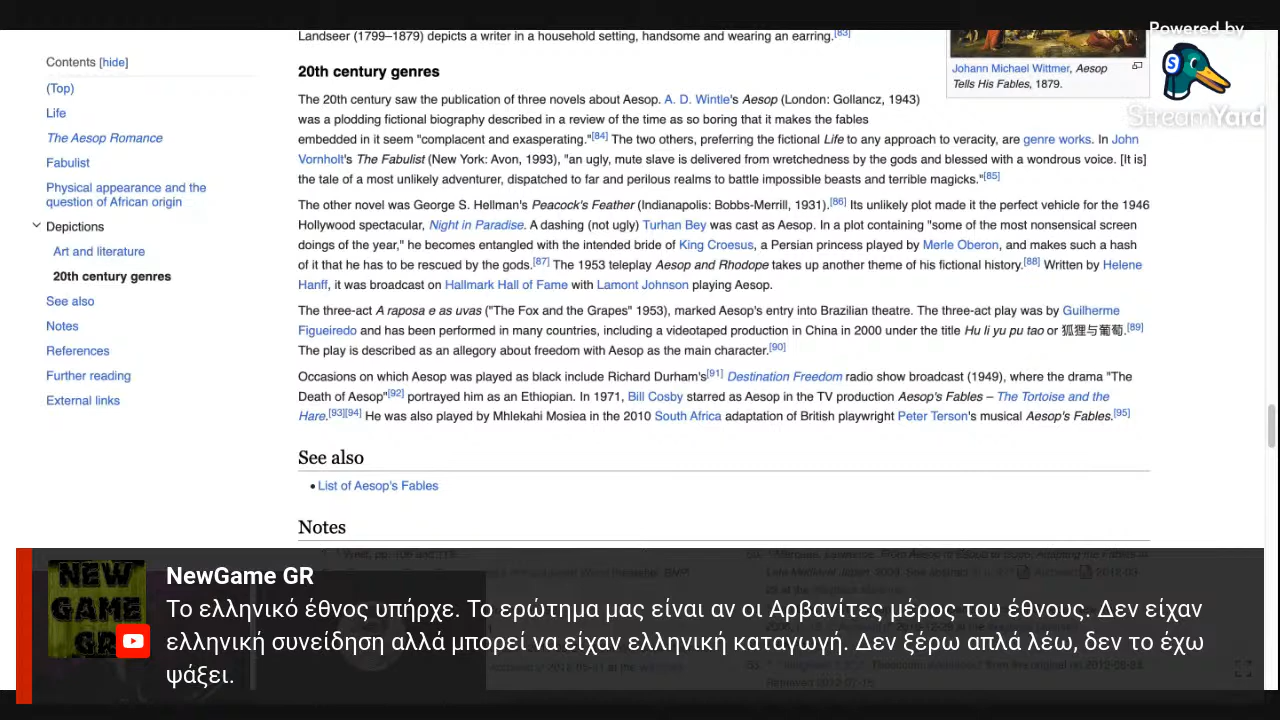 Powered by
StreamYard
Contents [hide]
(Top)
Life
The Aesop Romance
Fabulist
Physical appearance and the
question of African origin
Depictions
Art and literature
20th century genres
See also
Notes
References
Further reading
External links
Landseer (1799–1879) depicts a writer in a household setting, handsome and wearing an earring.[83]
Johann Michael Wittmer, Aesop
Tells His Fables, 1879.
20th century genres
The 20th century saw the publication of three novels about Aesop. A. D. Wintle's Aesop (London: Gollancz, 1943)
was a plodding fictional biography described in a review of the time as so boring that it makes the fables
embedded in it seem "complacent and exasperating."[84] The two others, preferring the fictional Life to any approach to veracity, are genre works. In John
Vornholt's The Fabulist (New York: Avon, 1993), "an ugly, mute slave is delivered from wretchedness by the gods and blessed with a wondrous voice. [It is]
the tale of a most unlikely adventurer, dispatched to far and perilous realms to battle impossible beasts and terrible magicks."[85]
The other novel was George S. Hellman's Peacock's Feather (Indianapolis: Bobbs-Merrill, 1931).[86] Its unlikely plot made it the perfect vehicle for the 1946
Hollywood spectacular, Night in Paradise. A dashing (not ugly) Turhan Bey was cast as Aesop. In a plot containing "some of the most nonsensical screen
doings of the year," he becomes entangled with the intended bride of King Croesus, a Persian princess played by Merle Oberon, and makes such a hash
of it that he has to be rescued by the gods.[87] The 1953 teleplay Aesop and Rhodope takes up another theme of his fictional history.[88] Written by Helene
Hanff, it was broadcast on Hallmark Hall of Fame with Lamont Johnson playing Aesop.
The three-act A raposa e as uvas ("The Fox and the Grapes" 1953), marked Aesop's entry into Brazilian theatre. The three-act play was by Guilherme
Figueiredo and has been performed in many countries, including a videotaped production in China in 2000 under the title Hu li yu pu tao or 狐狸与葡萄.[89]
The play is described as an allegory about freedom with Aesop as the main character.[90]
Occasions on which Aesop was played as black include Richard Durham's[91] Destination Freedom radio show broadcast (1949), where the drama "The
Death of Aesop"[92] portrayed him as an Ethiopian. In 1971, Bill Cosby starred as Aesop in the TV production Aesop's Fables – The Tortoise and the
Hare.[93][94] He was also played by Mhlekahi Mosiea in the 2010 South Africa adaptation of British playwright Peter Terson's musical Aesop's Fables.[95]
See also
• List of Aesop's Fables
Notes
NEW
GAME
GR
NewGame GR
Το ελληνικό έθνος υπήρχε. Το ερώτημα μας είναι αν οι Αρβανίτες μέρος του έθνους. Δεν είχαν
ελληνική συνείδηση αλλά μπορεί να είχαν ελληνική καταγωγή. Δεν ξέρω απλά λέω, δεν το έχω
ψάξει.